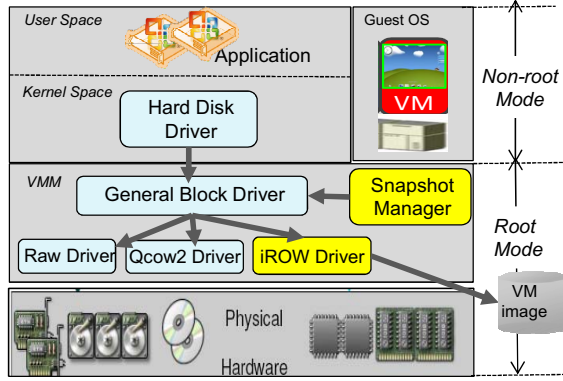 User Space
Application
Guest OS
VM
Non-root
Mode
Kernel Space
Hard Disk
Driver
VMM
General Block Driver
Snapshot
Manager
Raw Driver
Qcow2 Driver
iROW Driver
Root
Mode
VM
image
Physical
Hardware